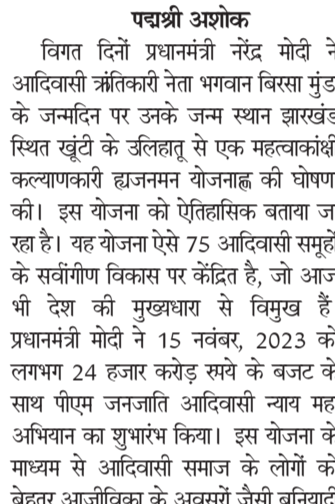 पद्मश्री अशोक
विगत दिनों प्रधानमंत्री नरेंद्र मोदी ने
आदिवासी क्रंतिकारी नेता भगवान बिरसा मुंड
के जन्मदिन पर उनके जन्म स्थान झारखंड
स्थित खूंटी के उलिहातू से एक महत्वाकांक्षी
कल्याणकारी ह्यजनमन योजनाह्ण की घोषण
की। इस योजना को ऐतिहासिक बताया ज
रहा है। यह योजना ऐसे 75 आदिवासी समूहों
के सर्वांगीण विकास पर केंद्रित है, जो आज
भी देश की मुख्यधारा से विमुख हैं
प्रधानमंत्री मोदी ने 15 नवंबर, 2023 को
लगभग 24 हजार करोड़ रुपये के बजट के
साथ पीएम जनजाति आदिवासी न्याय मह
अभियान का शुभारंभ किया। इस योजना के
माध्यम से आदिवासी समाज के लोगों के
बेहतर आजीविका के अवसरों जैसी बुनियाद